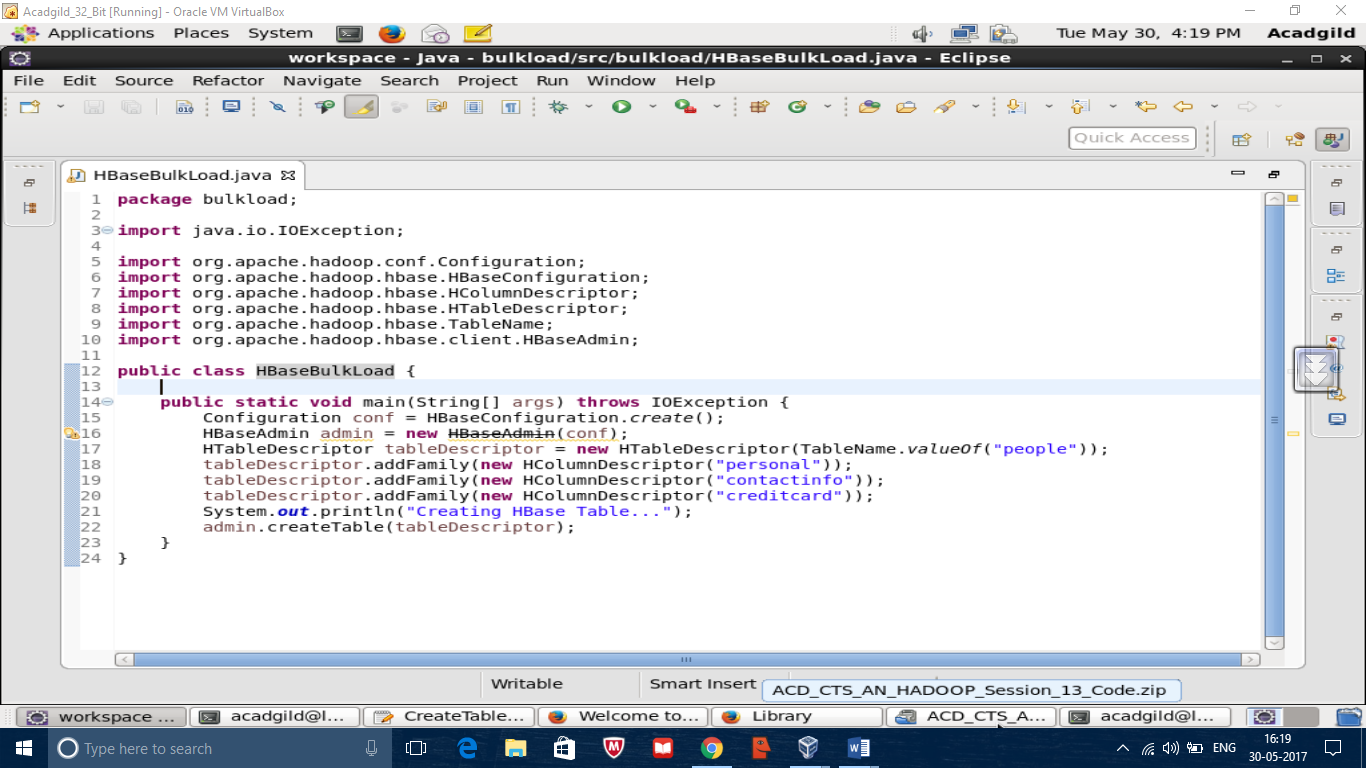 Acadgild_32_Bit [Running] - Oracle VM VirtualBox
Applications Places System Tue May 30, 4:19 PM Acadgild
workspace - Java - bulkload/src/bulkload/HBaseBulkLoad.java - Eclipse
File Edit Source Refactor Navigate Search Project Run Window Help
010
Quick Access
HBaseBulkLoad.java
1 package bulkload;
2
3 import java.io.IOException;
4
5 import org.apache.hadoop.conf.Configuration;
6 import org.apache.hadoop.hbase.HBaseConfiguration;
7 import org.apache.hadoop.hbase.HColumnDescriptor;
8 import org.apache.hadoop.hbase.HTableDescriptor;
9 import org.apache.hadoop.hbase.TableName;
10 import org.apache.hadoop.hbase.client.HBaseAdmin;
11
12 public class HBaseBulkLoad {
13
14 public static void main(String[] args) throws IOException {
15 Configuration conf = HBaseConfiguration.create();
16 HBaseAdmin admin = new HBaseAdmin(conf);
17 HTableDescriptor tableDescriptor = new HTableDescriptor(TableName.valueOf("people"));
18 tableDescriptor.addFamily(new HColumnDescriptor("personal"));
19 tableDescriptor.addFamily(new HColumnDescriptor("contactinfo"));
20 tableDescriptor.addFamily(new HColumnDescriptor("creditcard"));
21 System.out.println("Creating HBase Table...");
22 admin.createTable(tableDescriptor);
23 }
24 }
Writable Smart Insert
ACD_CTS_AN_HADOOP_Session_13_Code.zip
workspace ... acadgild@l... CreateTable... Welcome to... Library ACD_CTS_A... acadgild@l...
Type here to search
ENG
16:19
30-05-2017